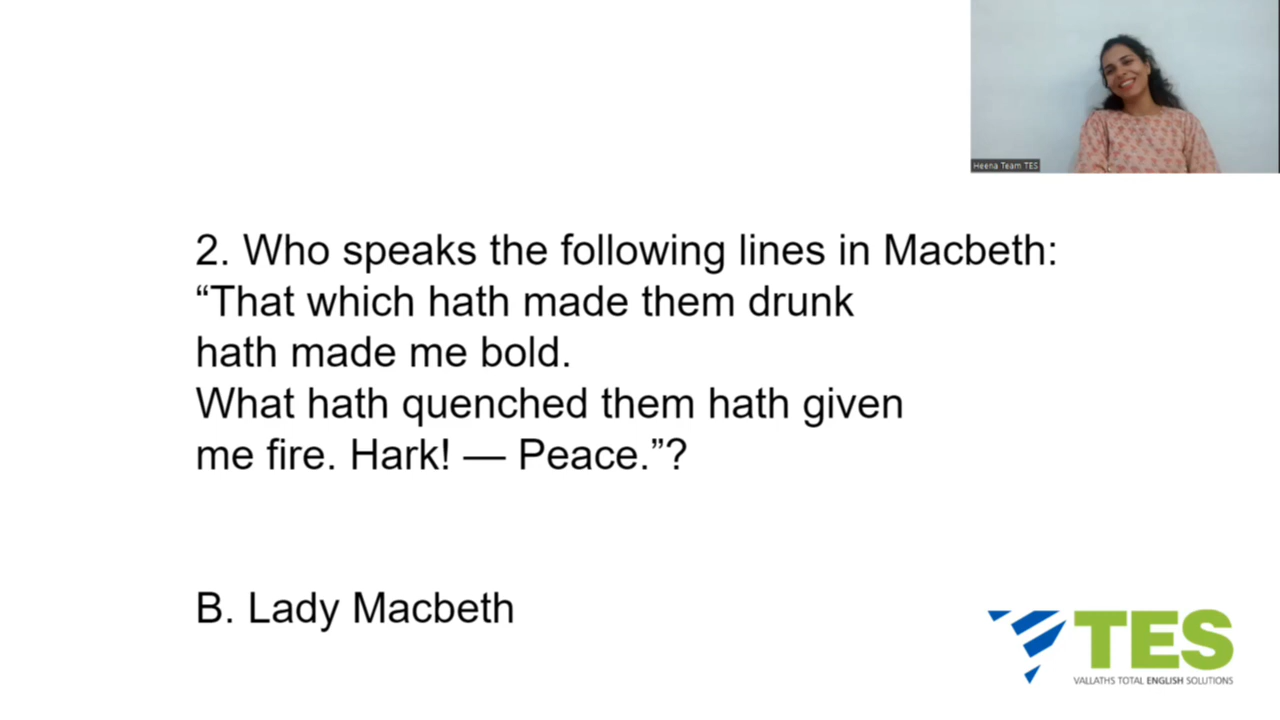 Heena Team TES
2. Who speaks the following lines in Macbeth:
“That which hath made them drunk
hath made me bold.
What hath quenched them hath given
me fire. Hark! — Peace.”?
B. Lady Macbeth
TES
VALLATHS TOTAL ENGLISH SOLUTIONS